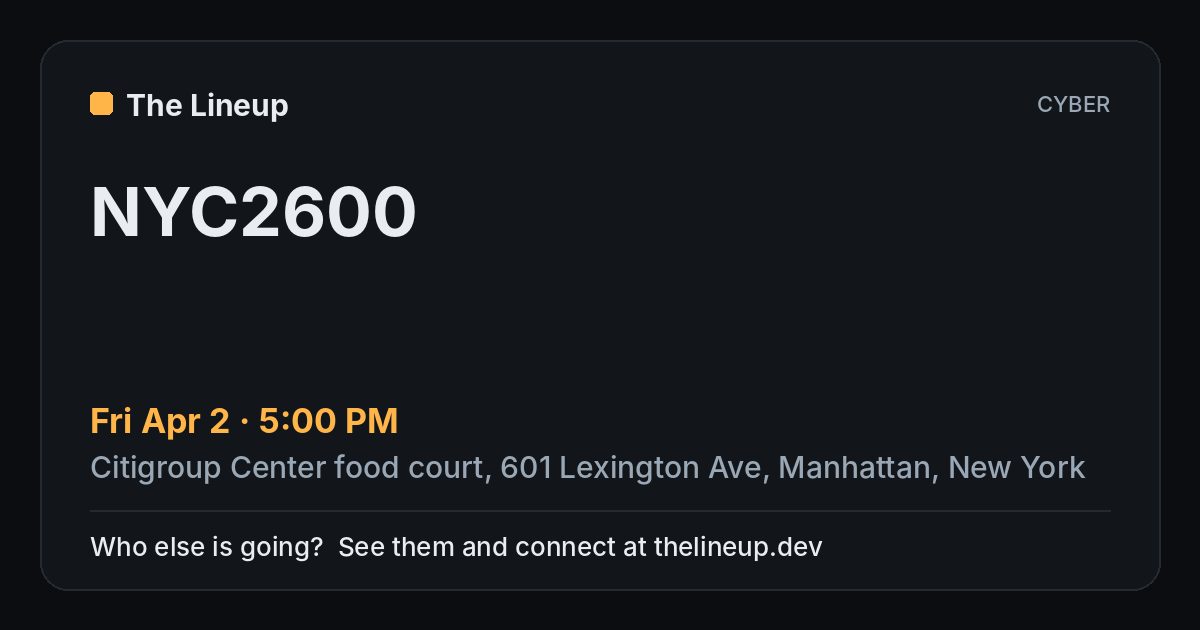 The Lineup
CYBER
NYC2600
Fri Apr 2 · 5:00 PM
Citigroup Center food court, 601 Lexington Ave, Manhattan, New York
Who else is going? See them and connect at thelineup.dev